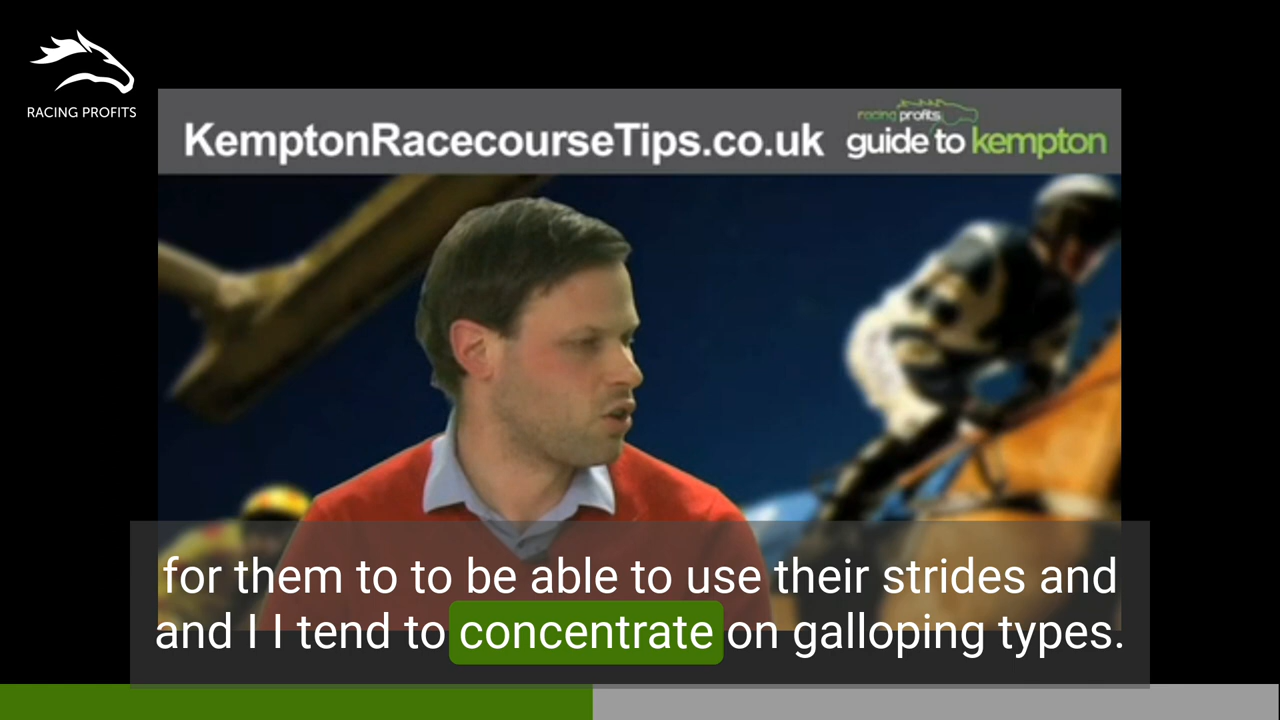 RACING PROFITS
KemptonRacecourseTips.co.uk
racing profits
guide to kempton
for them to to be able to use their strides and
and I I tend to concentrate on galloping types.